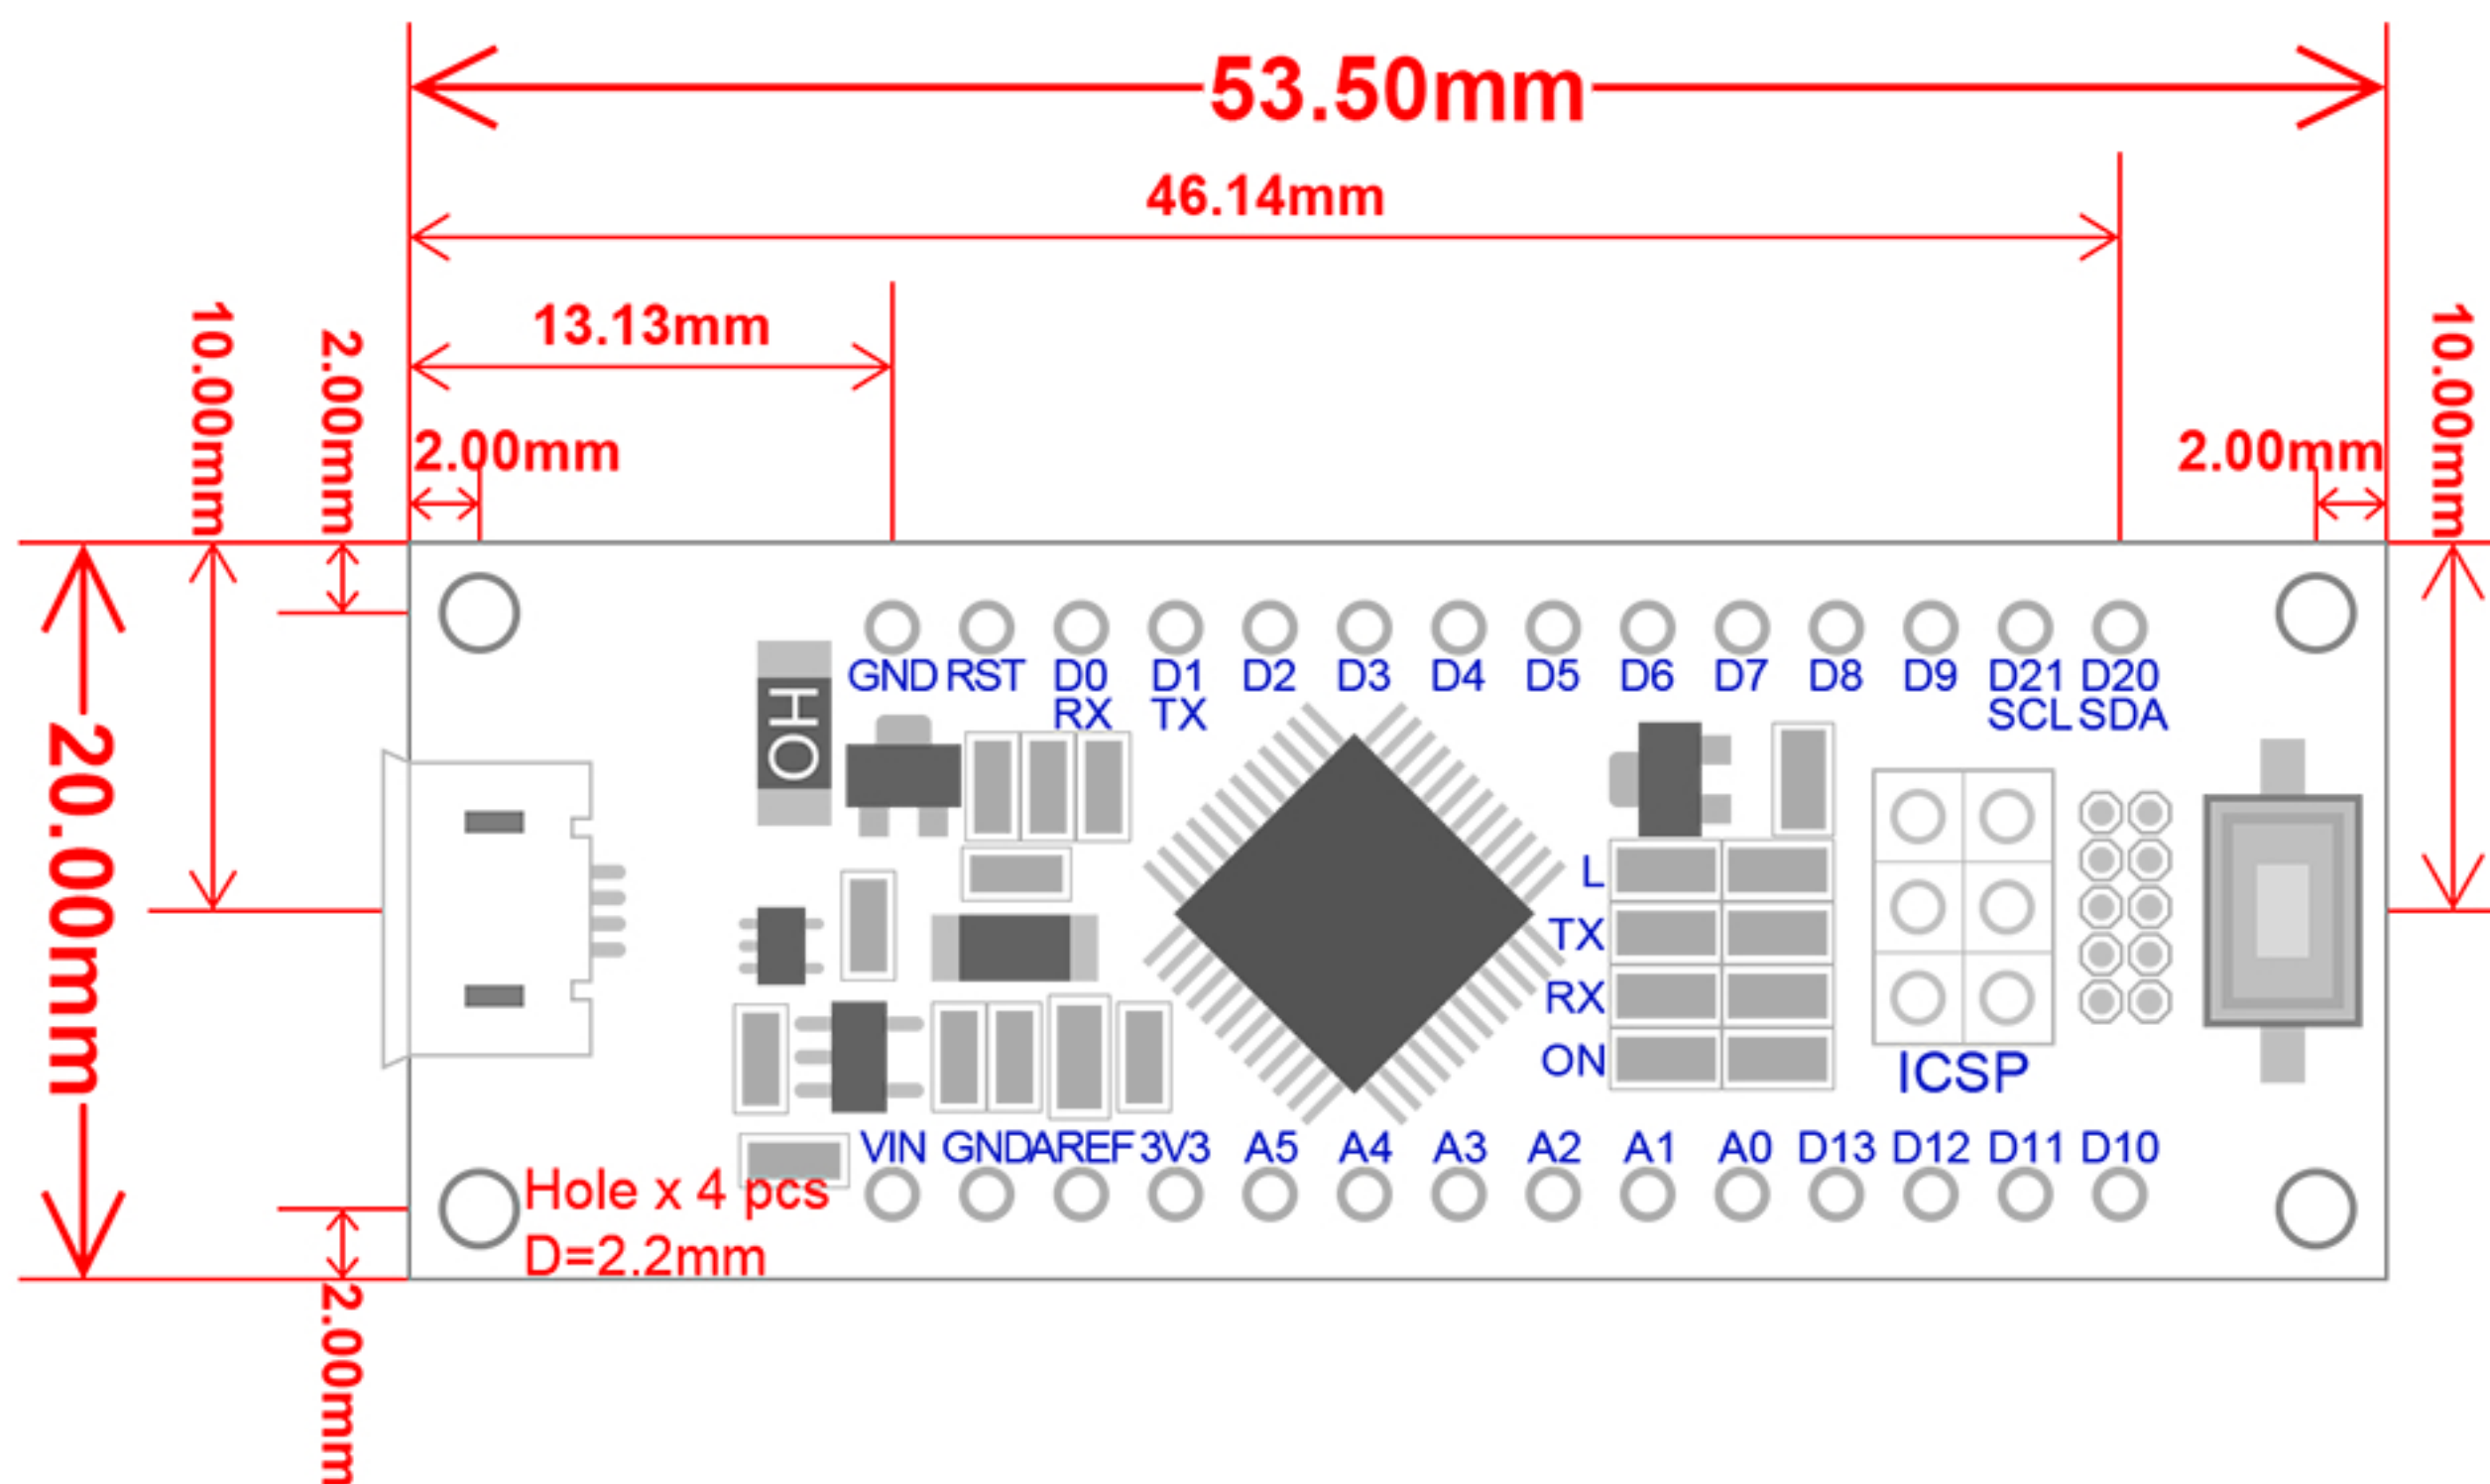 53.50mm
46.14mm
13.13mm
10.00mm
2.00mm
10.00mm
2.00mm
2.00mm
20.00mm
GND RST D0 D1 D2 D3 D4 D5 D6 D7 D8 D9 D21 D20
RX TX SCL SDA
HO
L
TX
RX
ON
ICSP
VIN GND AREF 3V3 A5 A4 A3 A2 A1 A0 D13 D12 D11 D10
Hole x 4 pcs
D=2.2mm
2.00mm